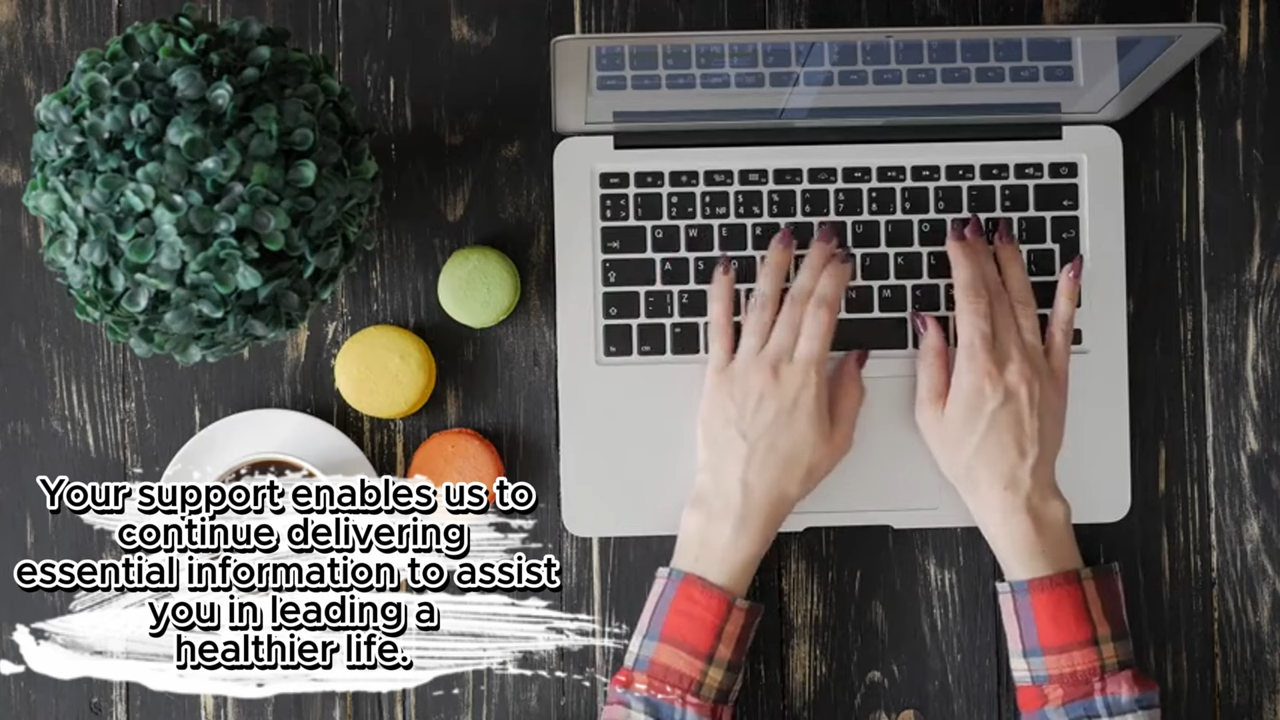 Your support enables us to
continue delivering
essential information to assist
you in leading a
healthier life.